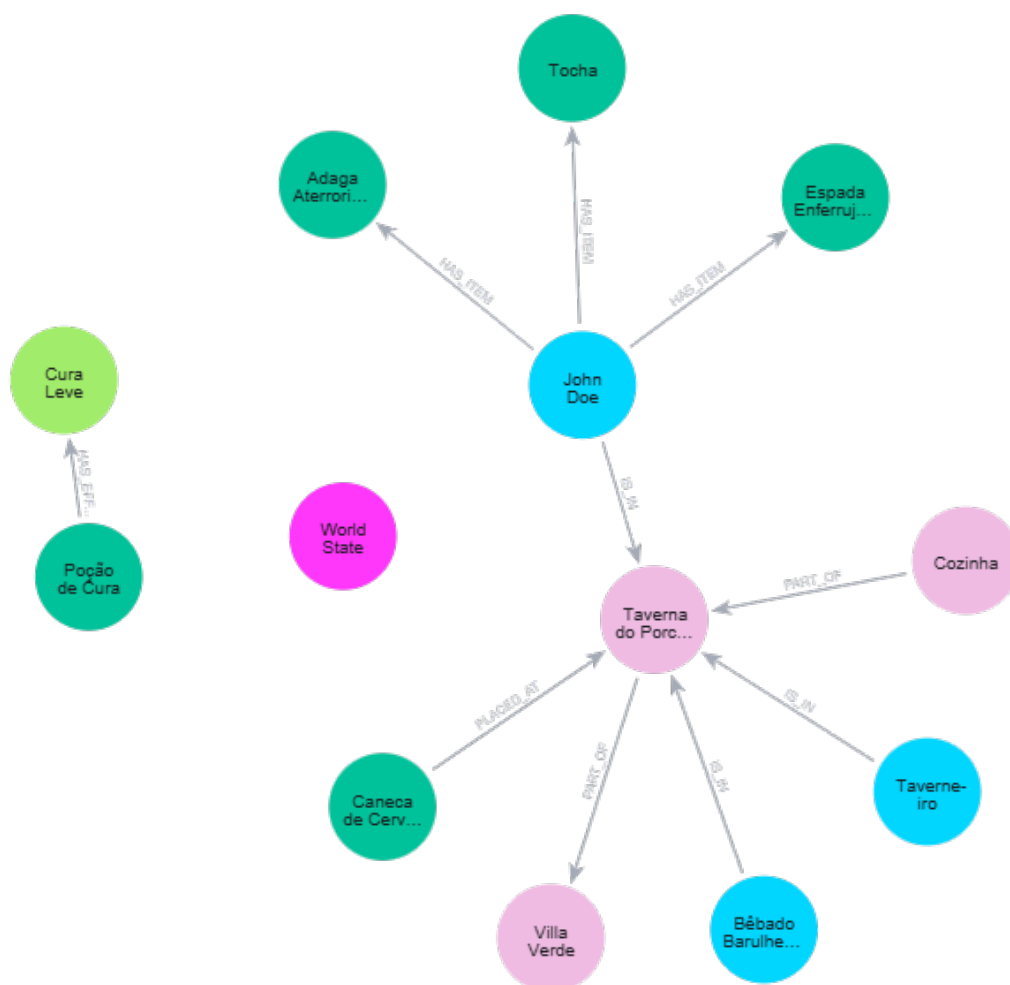 Tocha
Adaga
Aterrori...
Espada
Enferruj...
HAS_ITEM
HAS_ITEM
HAS_ITEM
John
Doe
Cura
Leve
HAS_EFF...
Poção
de Cura
World
State
IS_IN
Cozinha
PART_OF
Taverna
do Porc...
PLACED_AT
PART_OF
IS_IN
IS_IN
Caneca
de Cerv...
Taverne-
iro
Villa
Verde
Bêbado
Barulhe...